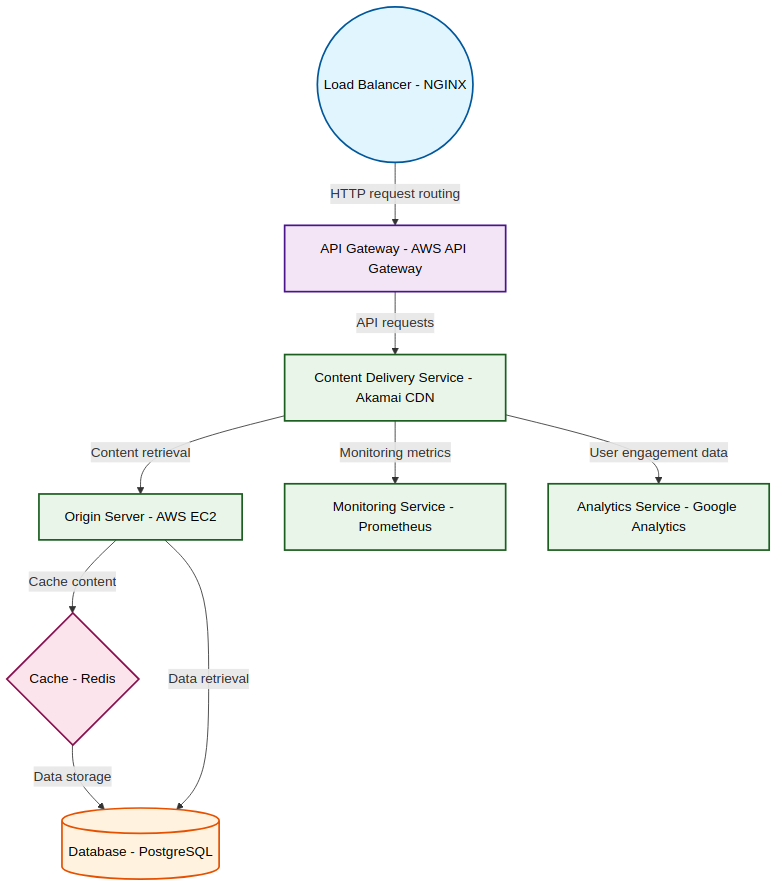 Load Balancer - NGINX
HTTP request routing
API Gateway - AWS API
Gateway
API requests
Content Delivery Service -
Akamai CDN
Content retrieval
Monitoring metrics
User engagement data
Origin Server - AWS EC2
Monitoring Service -
Prometheus
Analytics Service - Google
Analytics
Cache content
Cache - Redis
Data retrieval
Data storage
Database - PostgreSQL